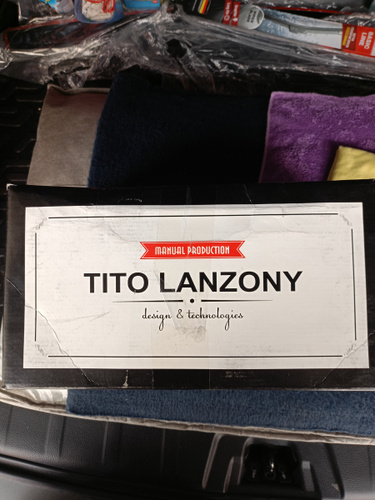 MANUAL PRODUCTION
TITO LANZONY
design & technologies